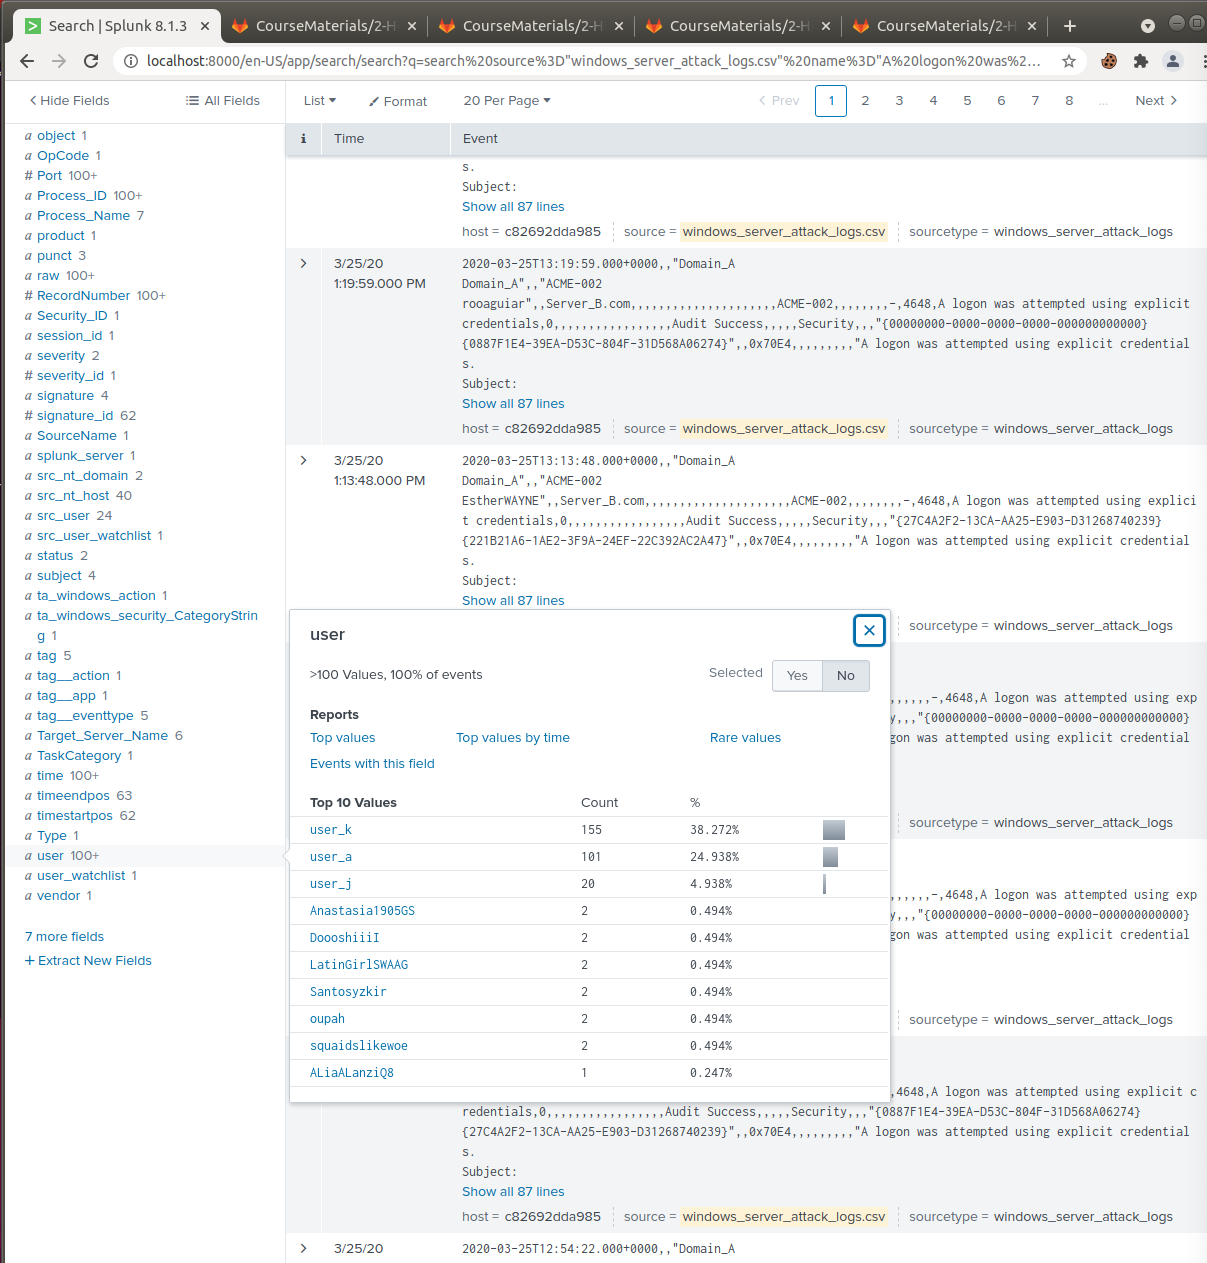 Search | Splunk 8.1.3
CourseMaterials/2-H
CourseMaterials/2-H
CourseMaterials/2-H
CourseMaterials/2-H
localhost:8000/en-US/app/search/search?q=search%20source%3D"windows_server_attack_logs.csv"%20name%3D"A%20logon%20was%2...
Hide Fields
All Fields
List
Format
20 Per Page
Prev
1
2
3
4
5
6
7
8
...
Next
i
Time
Event
a object 1
a OpCode 1
# Port 100+
a Process_ID 100+
a Process_Name 7
a product 1
a punct 3
a raw 100+
# RecordNumber 100+
a Security_ID 1
a session_id 1
a severity 2
# severity_id 1
a signature 4
# signature_id 62
a SourceName 1
a splunk_server 1
a src_nt_domain 2
a src_nt_host 40
a src_user 24
a src_user_watchlist 1
a status 2
a subject 4
a ta_windows_action 1
a ta_windows_security_CategoryStrin
g 1
a tag 5
a tag__action 1
a tag__app 1
a tag__eventtype 5
a Target_Server_Name 6
a TaskCategory 1
a time 100+
a timeendpos 63
a timestartpos 62
a Type 1
a user 100+
a user_watchlist 1
a vendor 1
7 more fields
+ Extract New Fields
s.
Subject:
Show all 87 lines
host = c82692dda985 source = windows_server_attack_logs.csv sourcetype = windows_server_attack_logs
3/25/20
1:19:59.000 PM
2020-03-25T13:19:59.000+0000,,"Domain_A
Domain_A",,"ACME-002
rooaguiar",,Server_B.com,,,,,,,,,,,,,,,,,,,,,ACME-002,,,,,,,,-,4648,A logon was attempted using explicit
credentials,0,,,,,,,,,,,,,,,,,Audit Success,,,,,Security,,,"{00000000-0000-0000-0000-000000000000}
{0887F1E4-39EA-D53C-804F-31D568A06274}",,0x70E4,,,,,,,,,"A logon was attempted using explicit credential
s.
Subject:
Show all 87 lines
host = c82692dda985 source = windows_server_attack_logs.csv sourcetype = windows_server_attack_logs
3/25/20
1:13:48.000 PM
2020-03-25T13:13:48.000+0000,,"Domain_A
Domain_A",,"ACME-002
EstherWAYNE",,Server_B.com,,,,,,,,,,,,,,,,,,,,,ACME-002,,,,,,,,-,4648,A logon was attempted using explici
t credentials,0,,,,,,,,,,,,,,,,,Audit Success,,,,,Security,,,"{27C4A2F2-13CA-AA25-E903-D31268740239}
{221B21A6-1AE2-3F9A-24EF-22C392AC2A47}",,0x70E4,,,,,,,,,"A logon was attempted using explicit credential
s.
Subject:
Show all 87 lines
sourcetype = windows_server_attack_logs
,,,,,,-,4648,A logon was attempted using exp
y,,,"{00000000-0000-0000-0000-000000000000}
gon was attempted using explicit credential
sourcetype = windows_server_attack_logs
,,,,,,-,4648,A logon was attempted using exp
y,,,"{00000000-0000-0000-0000-000000000000}
gon was attempted using explicit credential
sourcetype = windows_server_attack_logs
user
>100 Values, 100% of events
Selected
Yes
No
Reports
Top values
Top values by time
Rare values
Events with this field
Top 10 Values Count %
user_k 155 38.272%
user_a 101 24.938%
user_j 20 4.938%
Anastasia1905GS 2 0.494%
DoooshiiiI 2 0.494%
LatinGirlSWAAG 2 0.494%
Santosyzkir 2 0.494%
oupah 2 0.494%
squaidslikewoe 2 0.494%
ALiaALanziQ8 1 0.247%
,4648,A logon was attempted using explicit c
redentials,0,,,,,,,,,,,,,,,,,Audit Success,,,,,Security,,,"{0887F1E4-39EA-D53C-804F-31D568A06274}
{27C4A2F2-13CA-AA25-E903-D31268740239}",,0x70E4,,,,,,,,,"A logon was attempted using explicit credential
s.
Subject:
Show all 87 lines
host = c82692dda985 source = windows_server_attack_logs.csv sourcetype = windows_server_attack_logs
3/25/20
2020-03-25T12:54:22.000+0000,,"Domain_A